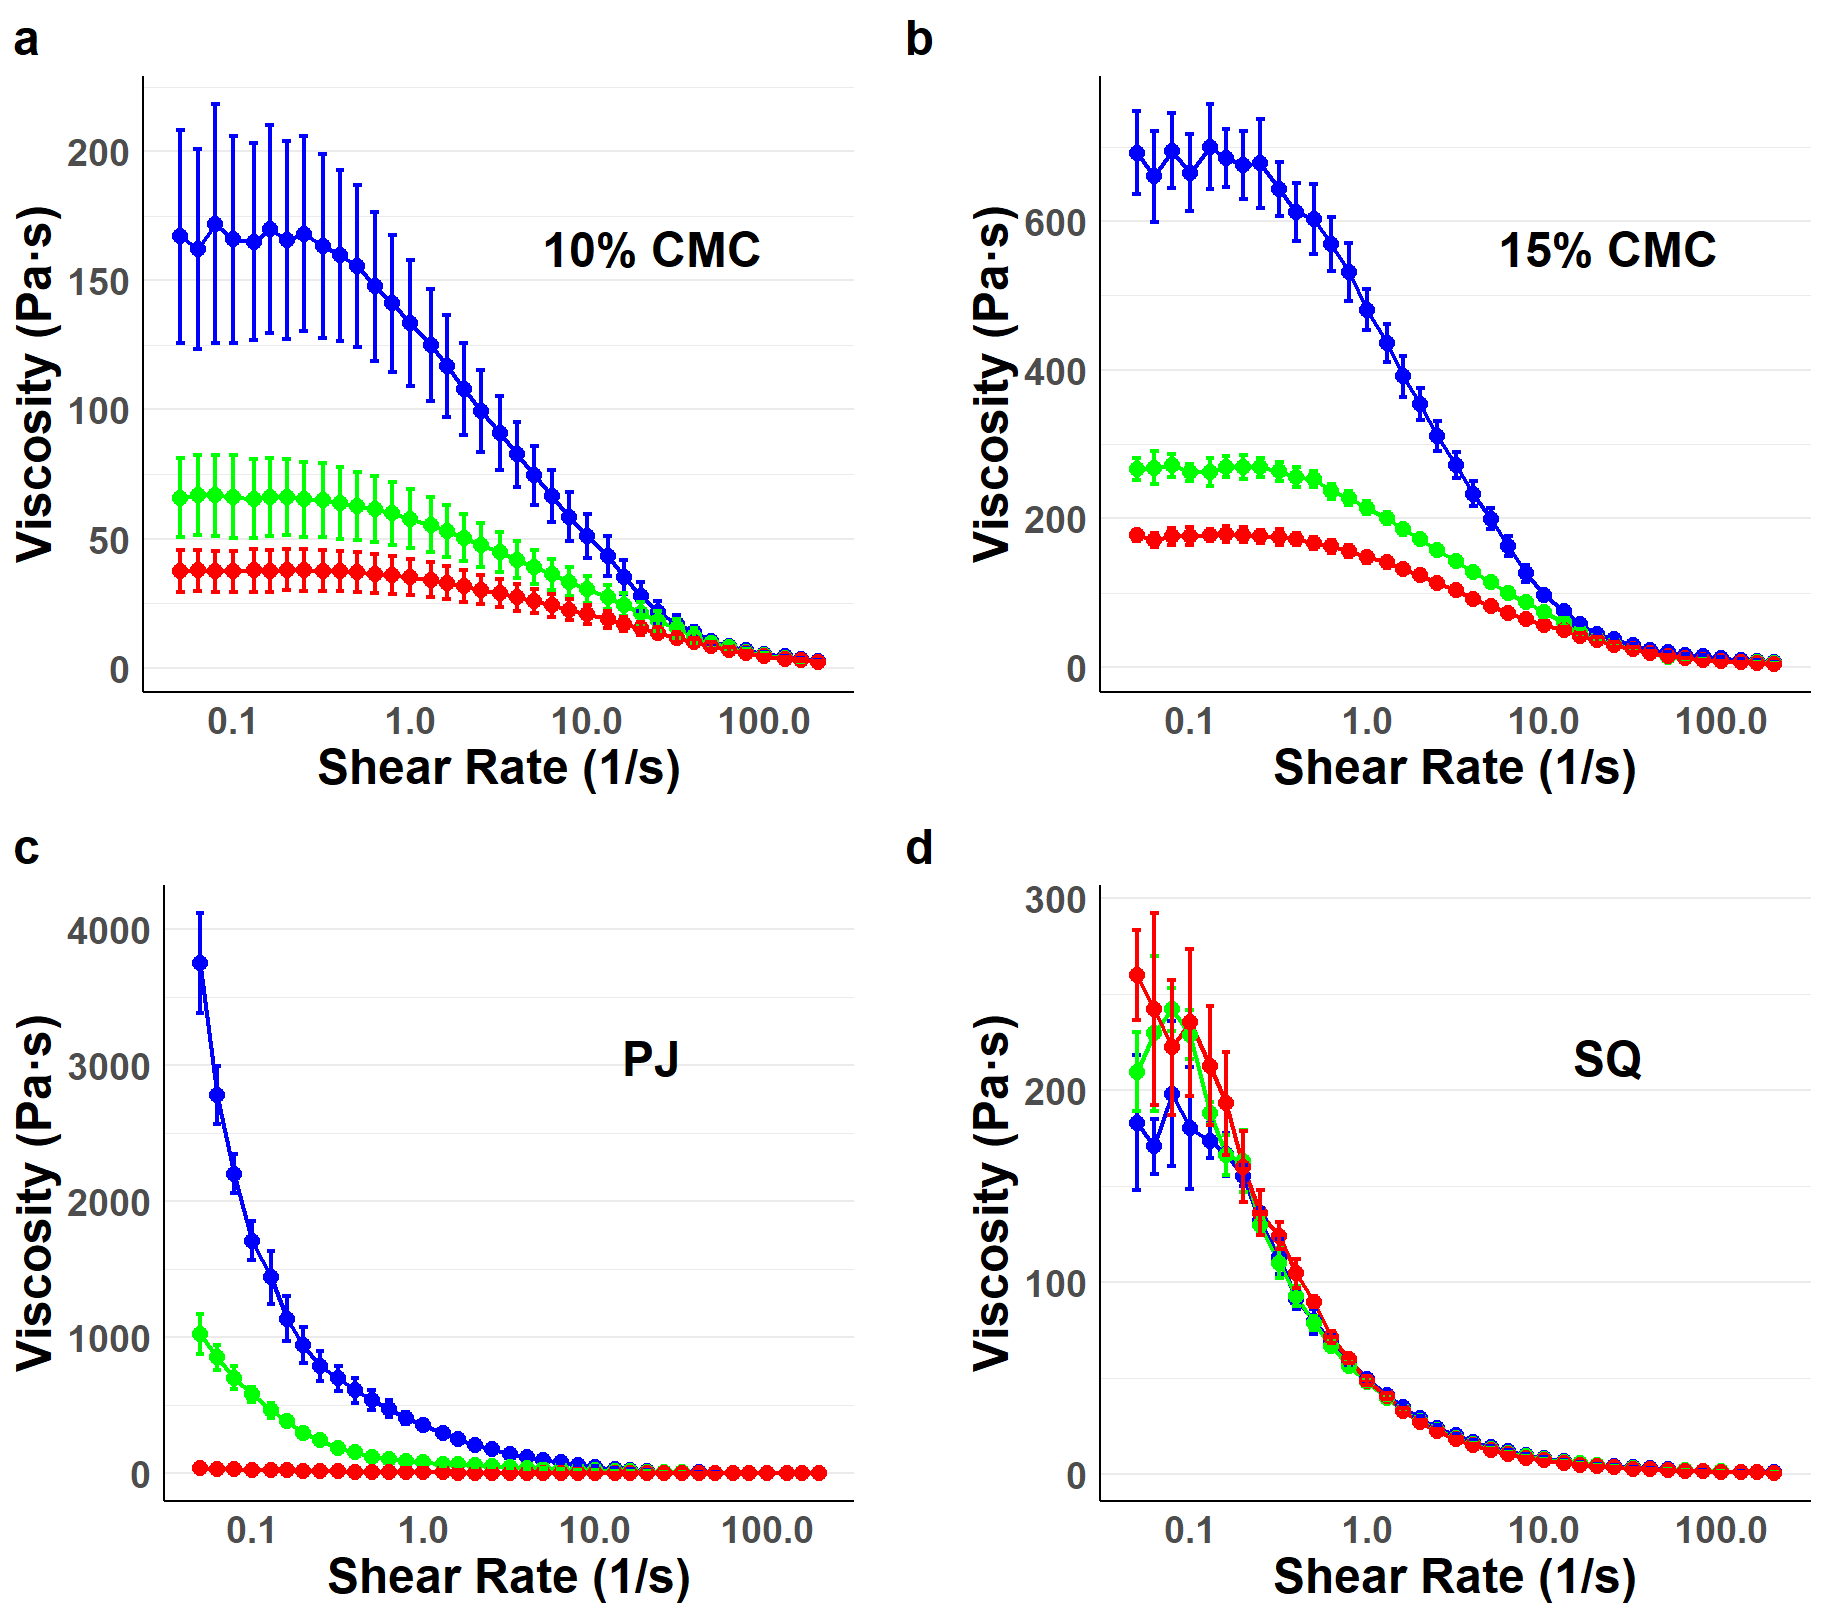 a
200
150
100
50
0
Viscosity (Pa·s)
10% CMC
0.1 1.0 10.0 100.0
Shear Rate (1/s)
b
600
400
200
0
Viscosity (Pa·s)
15% CMC
0.1 1.0 10.0 100.0
Shear Rate (1/s)
c
4000
3000
2000
1000
0
Viscosity (Pa·s)
PJ
0.1 1.0 10.0 100.0
Shear Rate (1/s)
d
300
200
100
0
Viscosity (Pa·s)
SQ
0.1 1.0 10.0 100.0
Shear Rate (1/s)